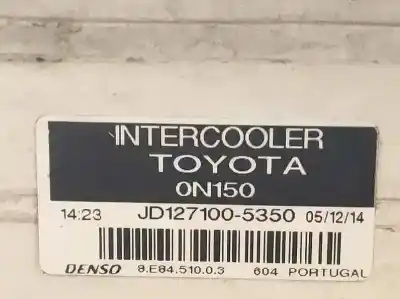 INTERCOOLER
TOYOTA
0N150
14:23 JD127100-5350 05/12/14
DENSO 8.E84.510.0.3 604 PORTUGAL